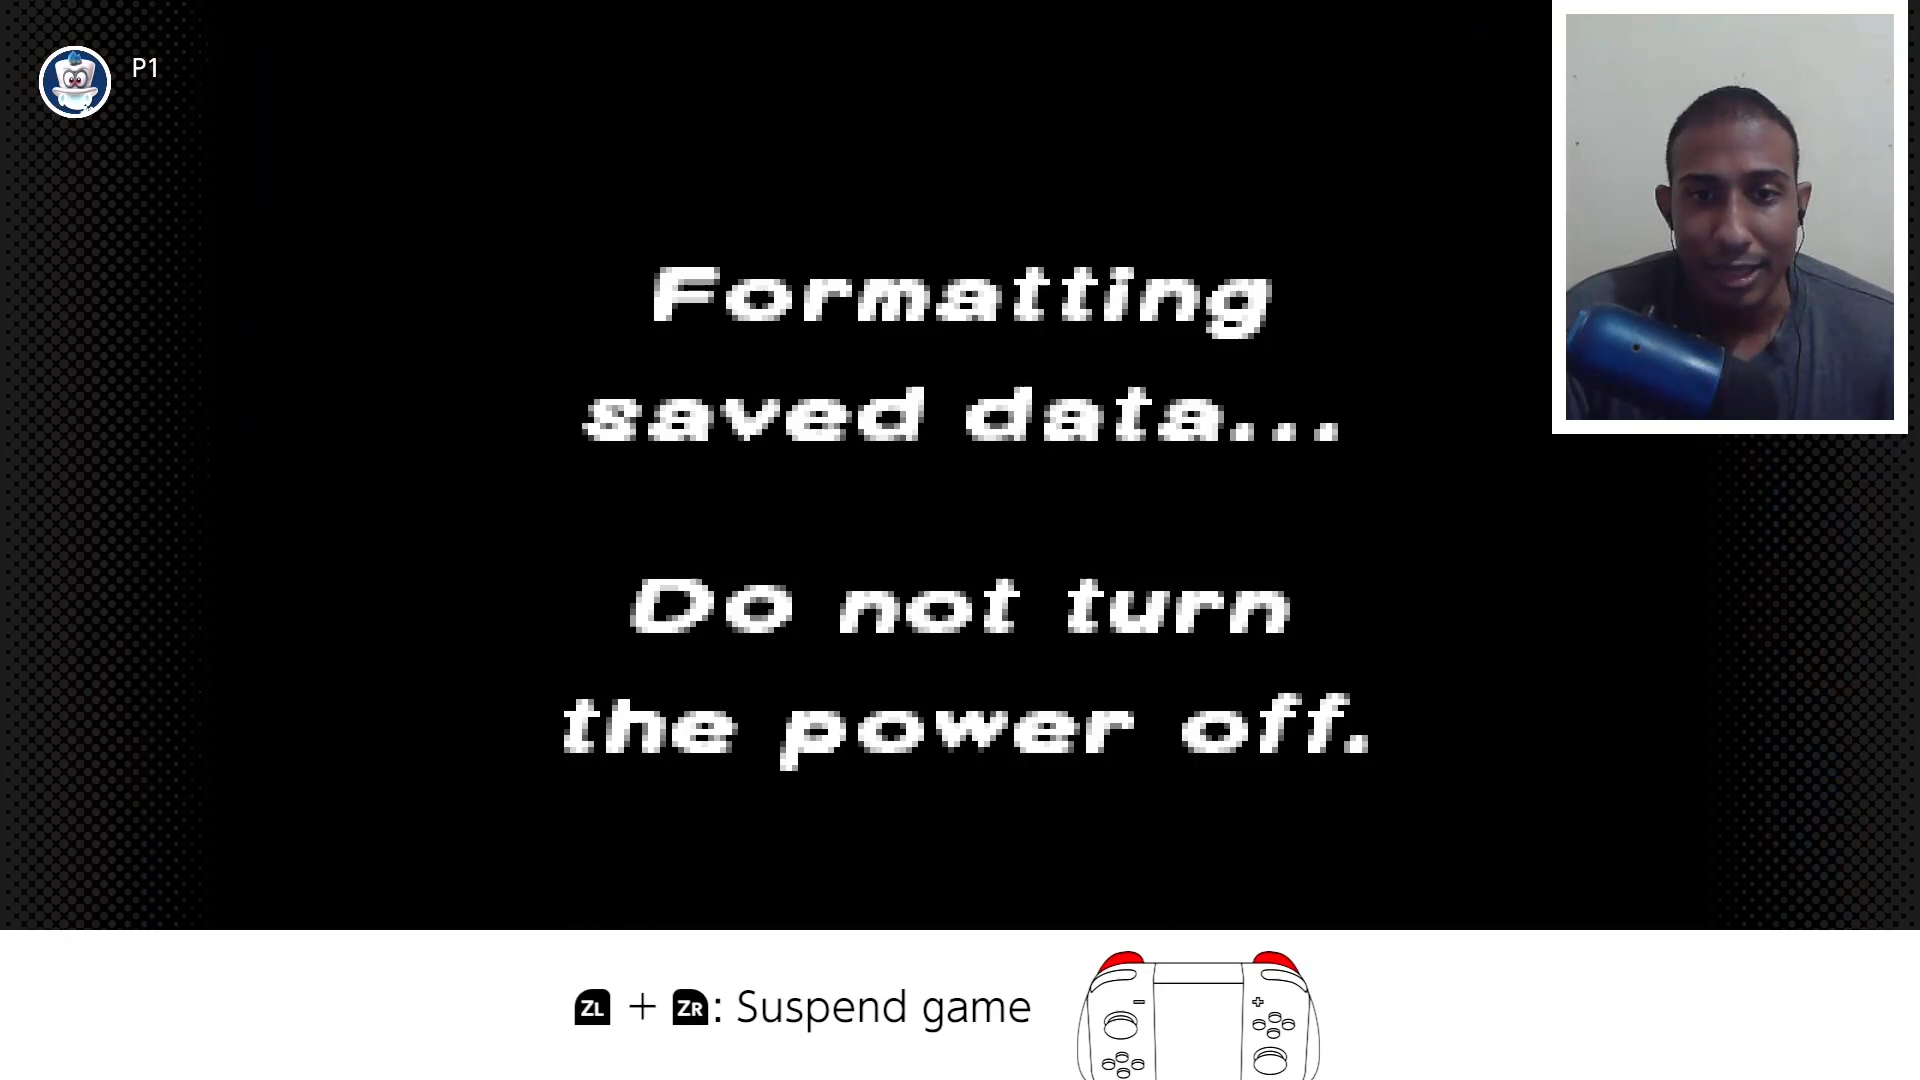 P1
Formatting
saved data...
Do not turn
the power off.
ZL + ZR: Suspend game